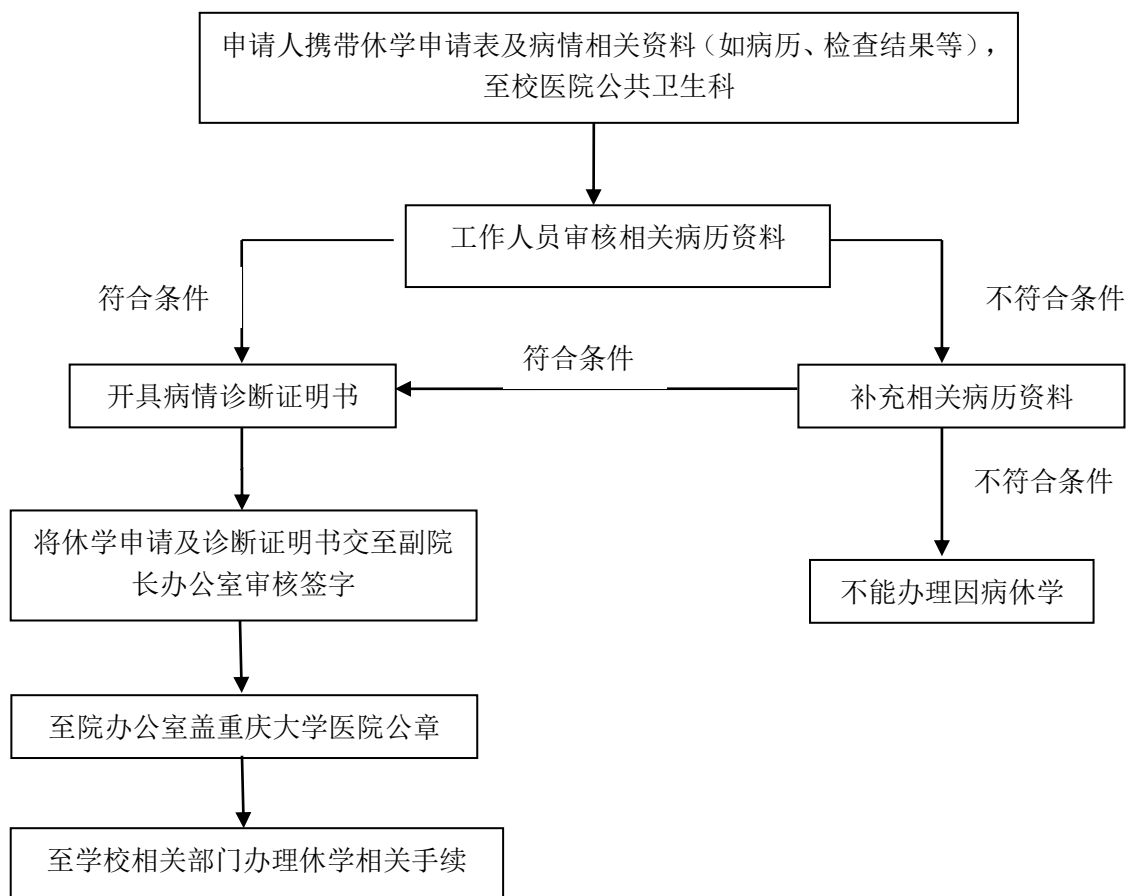 申请人携带休学申请表及病情相关资料（如病历、检查结果等），
至校医院公共卫生科
工作人员审核相关病历资料
符合条件
不符合条件
符合条件
开具病情诊断证明书
补充相关病历资料
不符合条件
将休学申请及诊断证明书交至副院
长办公室审核签字
不能办理因病休学
至院办公室盖重庆大学医院公章
至学校相关部门办理休学相关手续